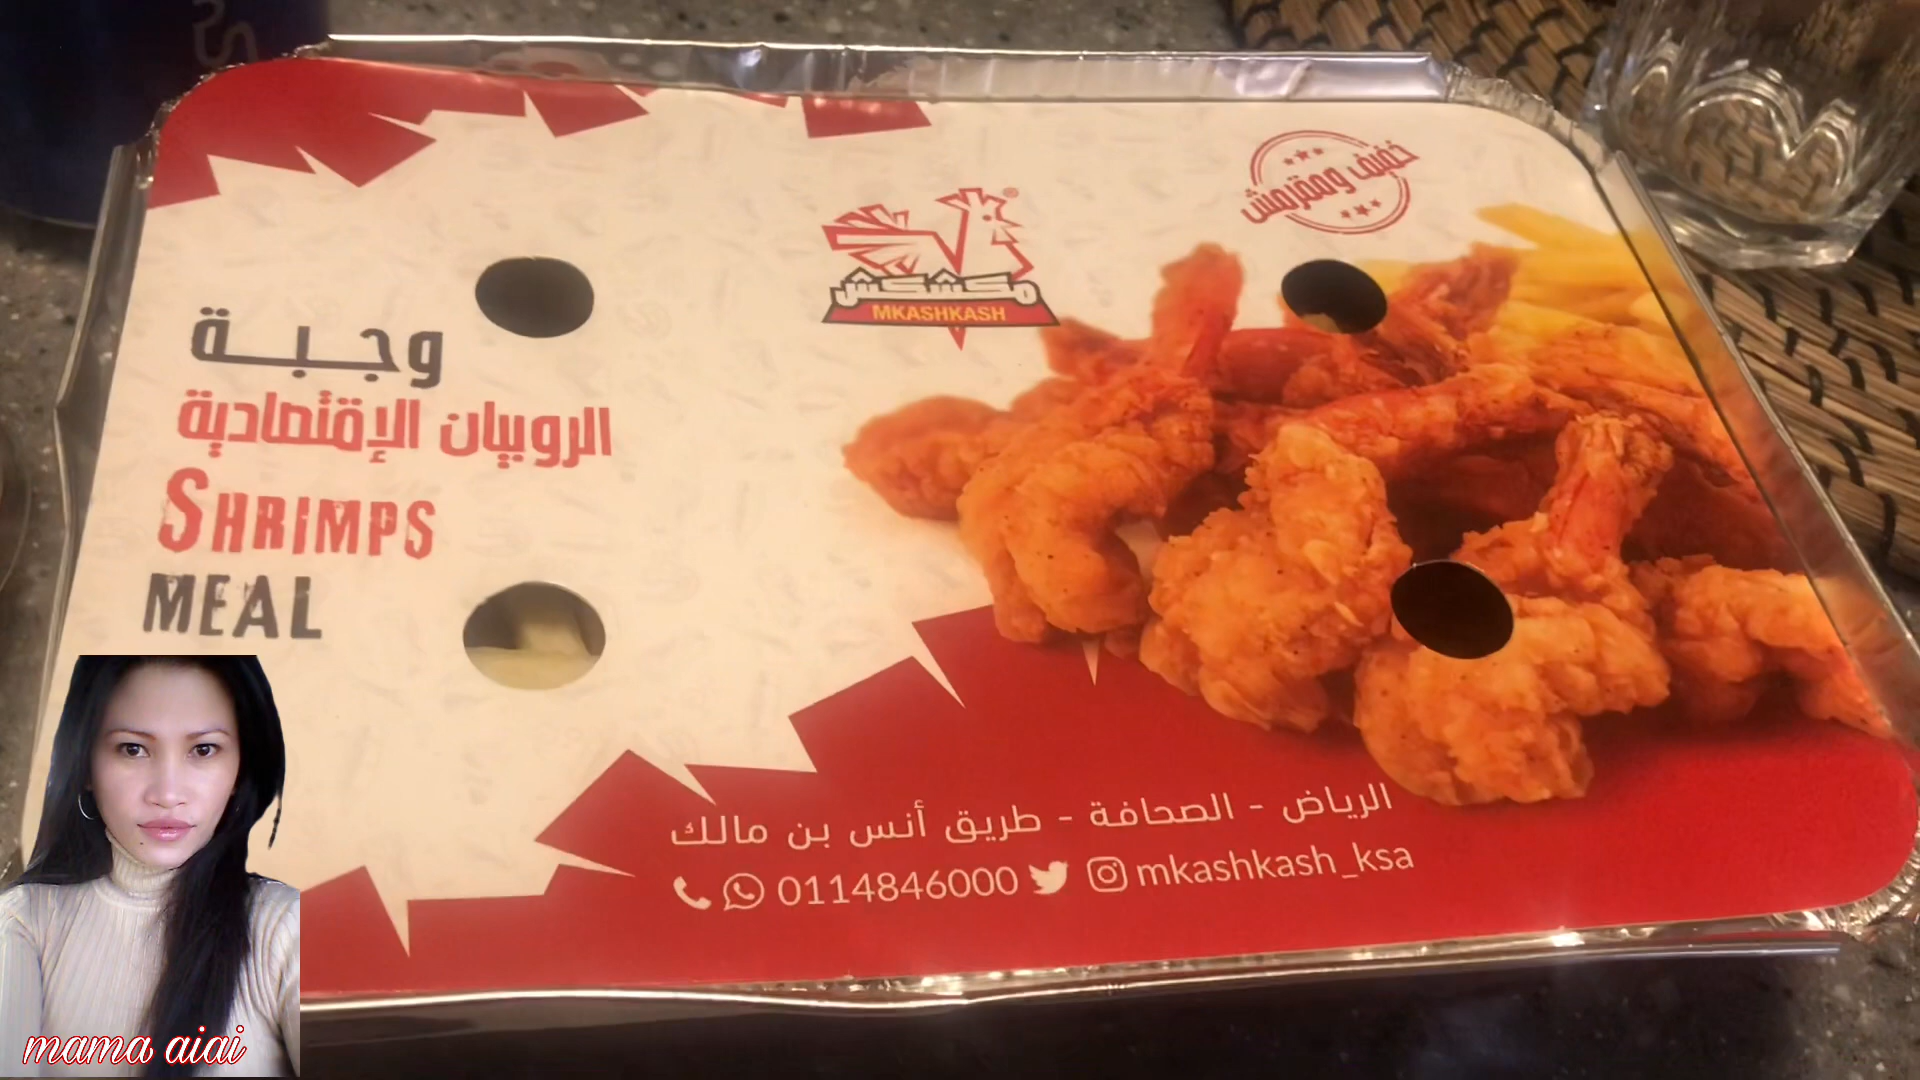 خفيف ومقرمش
مكشكش
MKASHKASH
وجبة
الروبيان الإقتصادية
SHRIMPS
MEAL
الرياض - الصحافة - طريق أنس بن مالك
0114846000 mkashkash_ksa
mama aiai